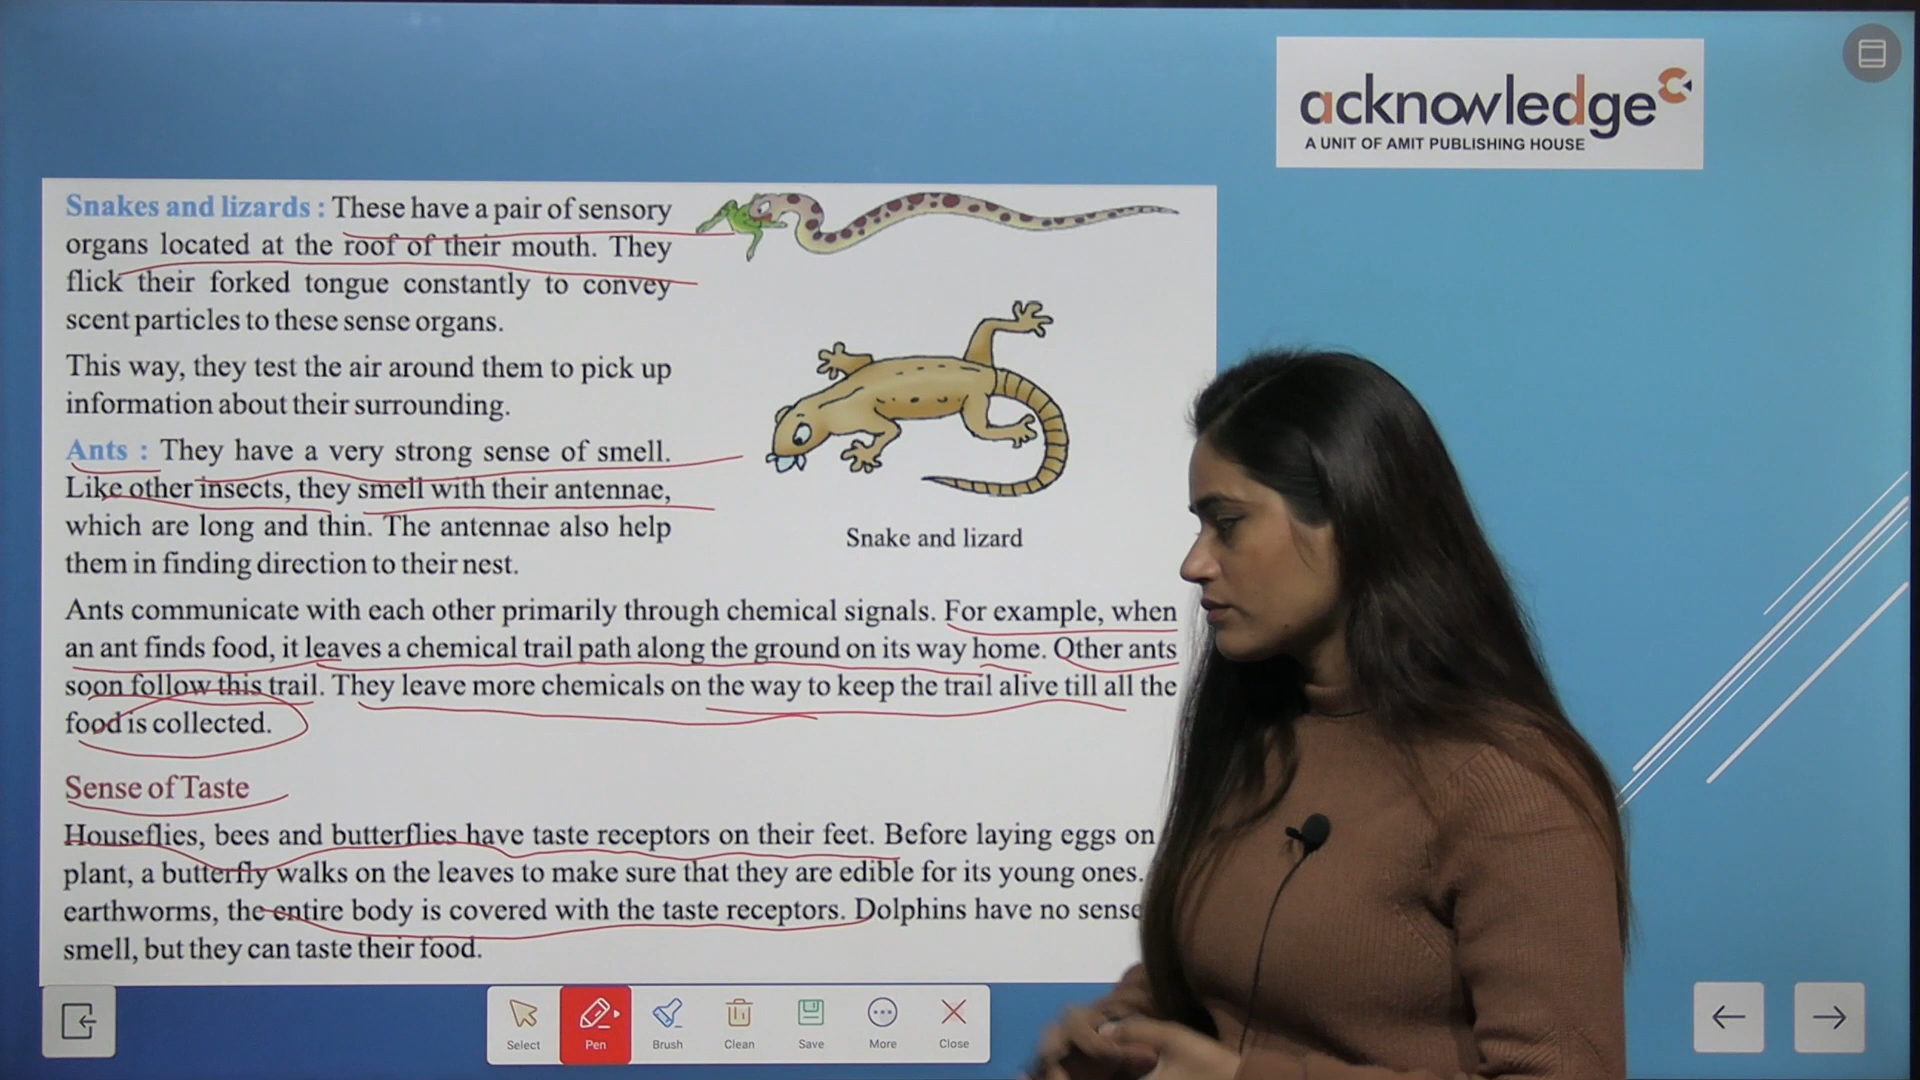 acknowledge
A UNIT OF AMIT PUBLISHING HOUSE
Snakes and lizards : These have a pair of sensory
organs located at the roof of their mouth. They
flick their forked tongue constantly to convey
scent particles to these sense organs.
This way, they test the air around them to pick up
information about their surrounding.
Ants : They have a very strong sense of smell.
Like other insects, they smell with their antennae,
which are long and thin. The antennae also help
them in finding direction to their nest.
Snake and lizard
Ants communicate with each other primarily through chemical signals. For example, when
an ant finds food, it leaves a chemical trail path along the ground on its way home. Other ants
soon follow this trail. They leave more chemicals on the way to keep the trail alive till all the
food is collected.
Sense of Taste
Houseflies, bees and butterflies have taste receptors on their feet. Before laying eggs on
plant, a butterfly walks on the leaves to make sure that they are edible for its young ones.
earthworms, the entire body is covered with the taste receptors. Dolphins have no sense
smell, but they can taste their food.
Select Pen Brush Clean Save More Close